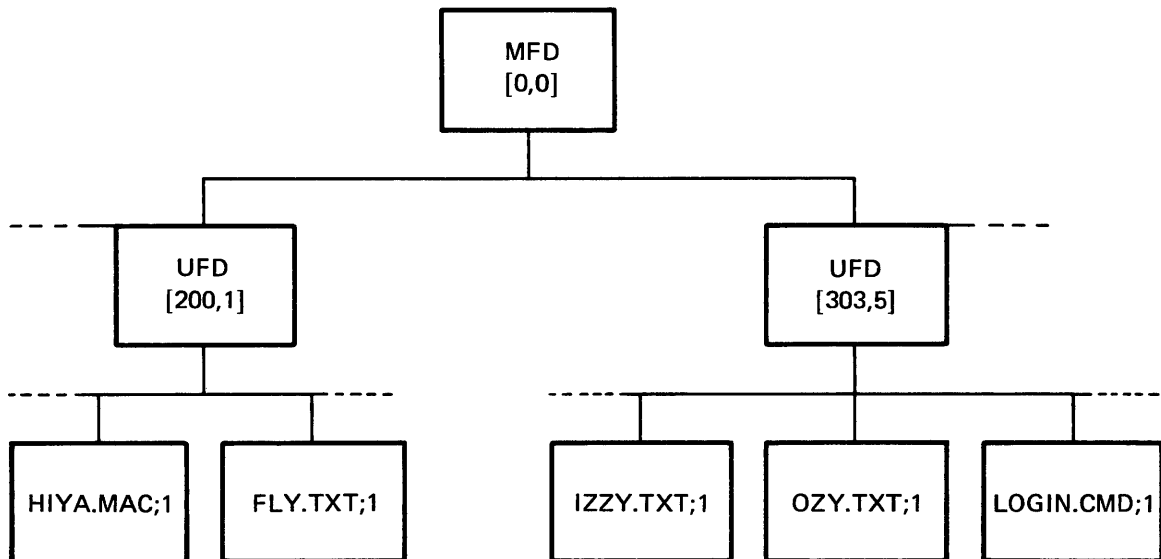 MFD
[0,0]
UFD
[200,1]
UFD
[303,5]
HIYA.MAC;1
FLY.TXT;1
IZZY.TXT;1
OZY.TXT;1
LOGIN.CMD;1